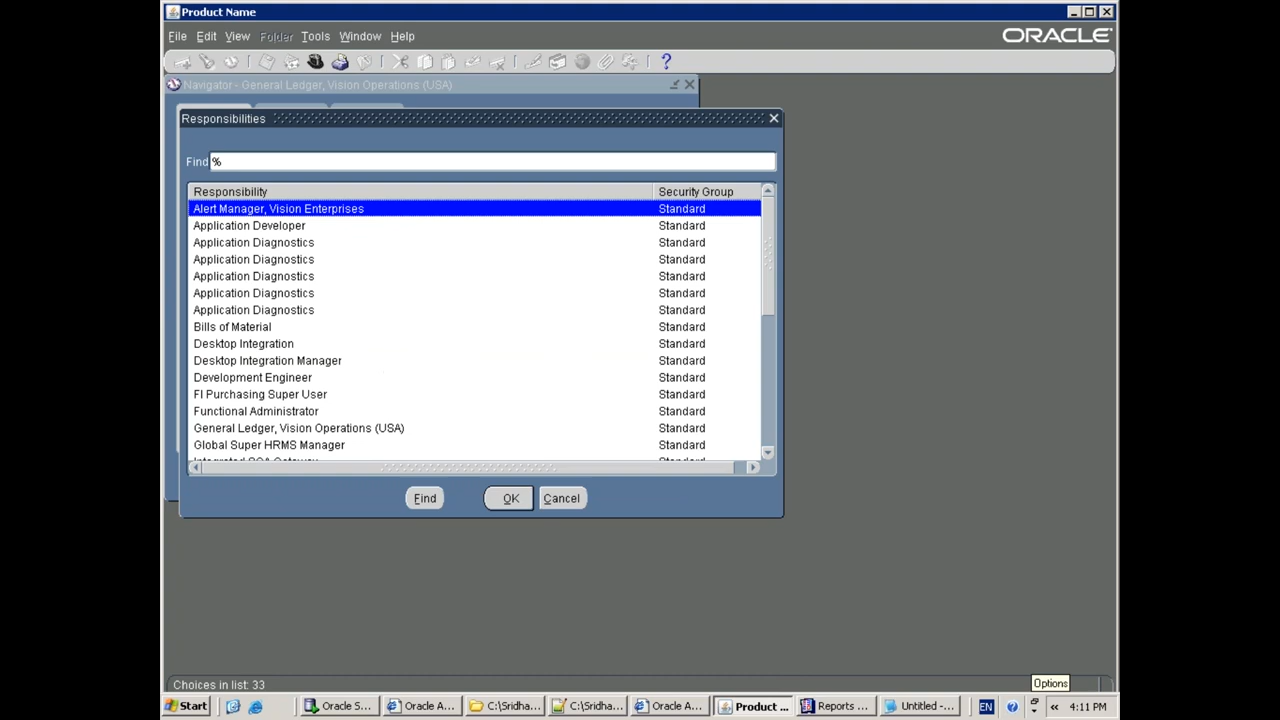 Product Name
File Edit View Folder Tools Window Help
ORACLE
Navigator - General Ledger, Vision Operations (USA)
Responsibilities
Find %
Responsibility Security Group
Alert Manager, Vision Enterprises Standard
Application Developer Standard
Application Diagnostics Standard
Application Diagnostics Standard
Application Diagnostics Standard
Application Diagnostics Standard
Application Diagnostics Standard
Bills of Material Standard
Desktop Integration Standard
Desktop Integration Manager Standard
Development Engineer Standard
FI Purchasing Super User Standard
Functional Administrator Standard
General Ledger, Vision Operations (USA) Standard
Global Super HRMS Manager Standard
Integrated SOA Gateway Standard
Find OK Cancel
Choices in list: 33
Options
Start Oracle S... Oracle A... C:\Sridha... C:\Sridha... Oracle A... Product ... Reports ... Untitled -... EN « 4:11 PM